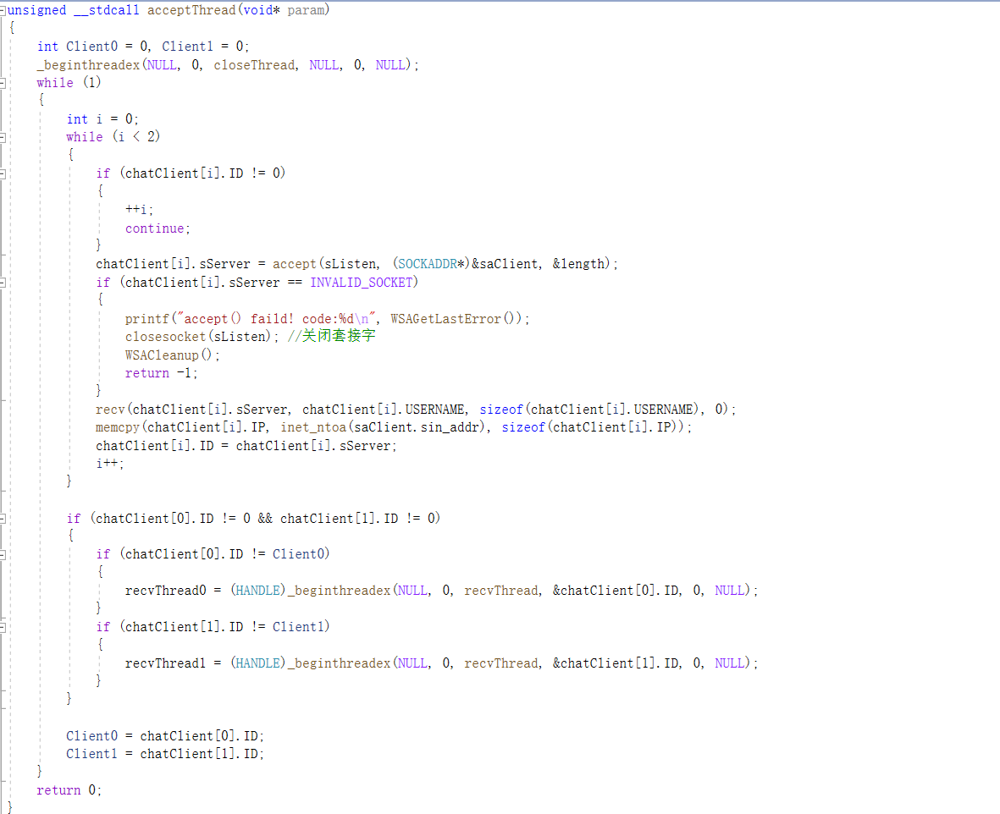 unsigned __stdcall acceptThread(void* param)
{
int Client0 = 0, Client1 = 0;
_beginthreadex(NULL, 0, closeThread, NULL, 0, NULL);
while (1)
{
int i = 0;
while (i < 2)
{
if (chatClient[i].ID != 0)
{
++i;
continue;
}
chatClient[i].sServer = accept(sListen, (SOCKADDR*)&saClient, &length);
if (chatClient[i].sServer == INVALID_SOCKET)
{
printf("accept() faild! code:%d\n", WSAGetLastError());
closesocket(sListen); //关闭套接字
WSACleanup();
return -1;
}
recv(chatClient[i].sServer, chatClient[i].USERNAME, sizeof(chatClient[i].USERNAME), 0);
memcpy(chatClient[i].IP, inet_ntoa(saClient.sin_addr), sizeof(chatClient[i].IP));
chatClient[i].ID = chatClient[i].sServer;
i++;
}
if (chatClient[0].ID != 0 && chatClient[1].ID != 0)
{
if (chatClient[0].ID != Client0)
{
recvThread0 = (HANDLE)_beginthreadex(NULL, 0, recvThread, &chatClient[0].ID, 0, NULL);
}
if (chatClient[1].ID != Client1)
{
recvThread1 = (HANDLE)_beginthreadex(NULL, 0, recvThread, &chatClient[1].ID, 0, NULL);
}
}
Client0 = chatClient[0].ID;
Client1 = chatClient[1].ID;
}
return 0;
}